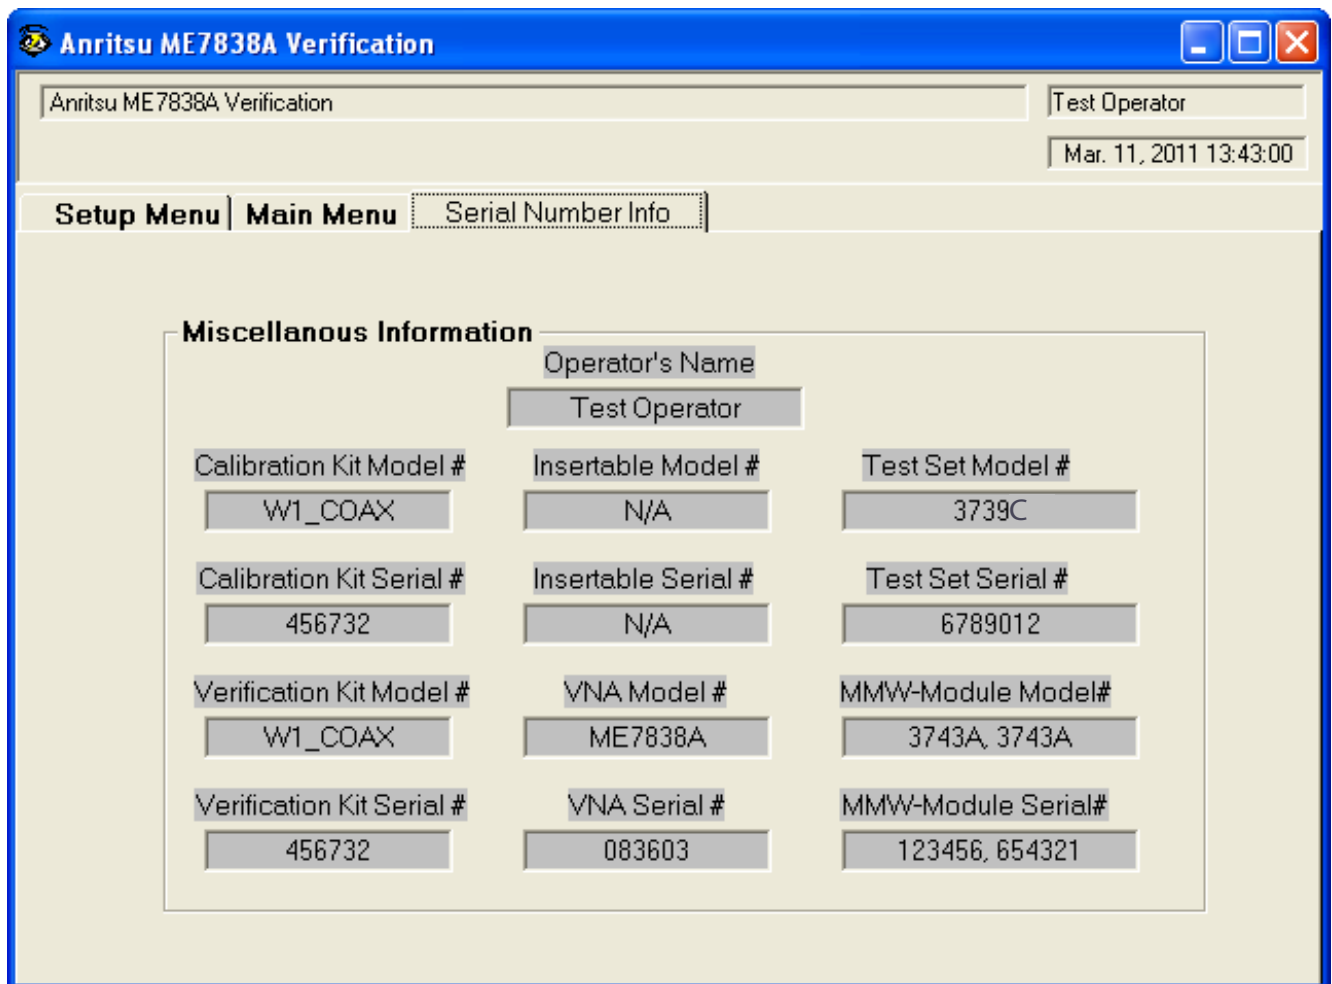 Anritsu ME7838A Verification
Anritsu ME7838A Verification
Test Operator
Mar. 11, 2011 13:43:00
Setup Menu Main Menu Serial Number Info
Miscellanous Information
Operator's Name
Test Operator
Calibration Kit Model # Insertable Model # Test Set Model #
W1_COAX N/A 3739C
Calibration Kit Serial # Insertable Serial # Test Set Serial #
456732 N/A 6789012
Verification Kit Model # VNA Model # MMW-Module Model#
W1_COAX ME7838A 3743A, 3743A
Verification Kit Serial # VNA Serial # MMW-Module Serial#
456732 083603 123456, 654321